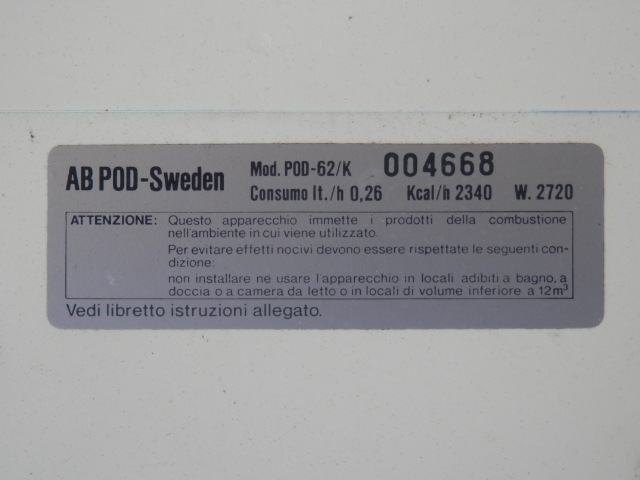 AB POD-Sweden
Mod. POD-62/K 004668
Consumo lt./h 0,26 Kcal/h 2340 W. 2720
ATTENZIONE: Questo apparecchio immette i prodotti della combustione
nell'ambiente in cui viene utilizzato.
Per evitare effetti nocivi devono essere rispettate le seguenti con-
dizione:
non installare ne usare l'apparecchio in locali adibiti a bagno, a
doccia o a camera da letto o in locali di volume inferiore a 12m³
Vedi libretto istruzioni allegato.